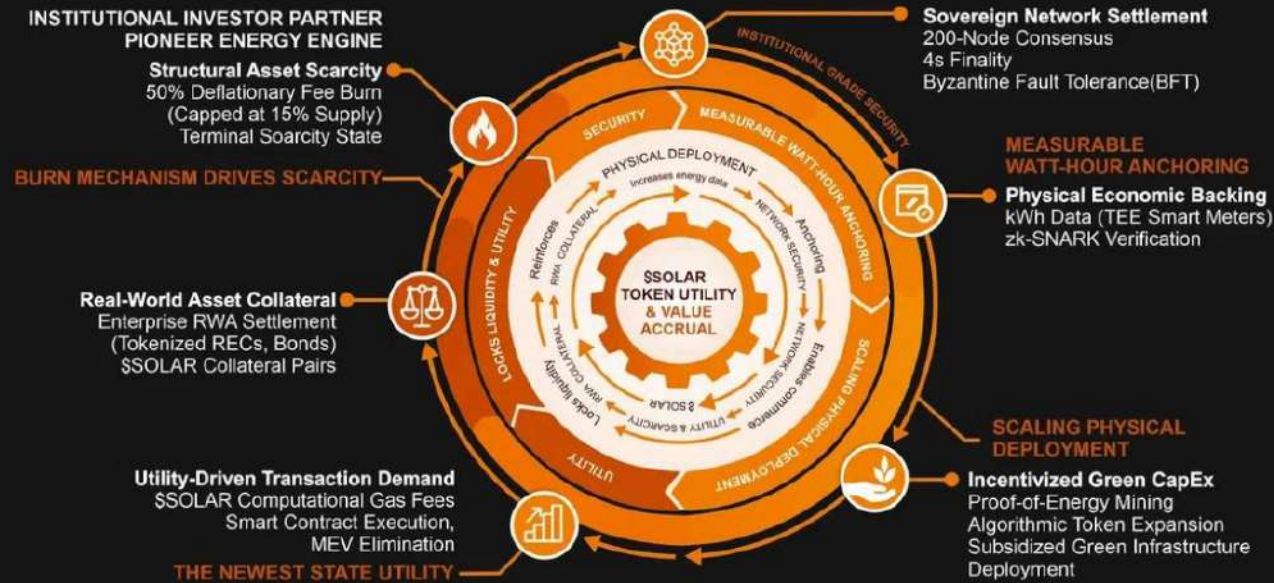 INSTITUTIONAL INVESTOR PARTNER
PIONEER ENERGY ENGINE
Structural Asset Scarcity
50% Deflationary Fee Burn
(Capped at 15% Supply)
Terminal Soarcity State
BURN MECHANISM DRIVES SCARCITY
Real-World Asset Collateral
Enterprise RWA Settlement
(Tokenized RECs, Bonds)
$SOLAR Collateral Pairs
Utility-Driven Transaction Demand
$SOLAR Computational Gas Fees
Smart Contract Execution,
MEV Elimination
THE NEWEST STATE UTILITY
Sovereign Network Settlement
200-Node Consensus
4s Finality
Byzantine Fault Tolerance(BFT)
INSTITUTIONAL GRADE SECURITY
MEASURABLE
WATT-HOUR ANCHORING
Physical Economic Backing
kWh Data (TEE Smart Meters)
zk-SNARK Verification
SCALING PHYSICAL
DEPLOYMENT
Incentivized Green CapEx
Proof-of-Energy Mining
Algorithmic Token Expansion
Subsidized Green Infrastructure
Deployment
SECURITY
MEASURABLE WATT-HOUR ANCHORING
SCALING PHYSICAL DEPLOYMENT
UTILITY
LOCKS LIQUIDITY & UTILITY
PHYSICAL DEPLOYMENT
Anchoring
Enables commerce
Locks liquidity
Reinforces
Increases energy data
NETWORK SECURITY
NETWORK SECURITY
UTILITY & SCARCITY
$SOLAR
RWA COLLATERAL
RWA COLLATERAL
$SOLAR
TOKEN UTILITY
& VALUE
ACCRUAL